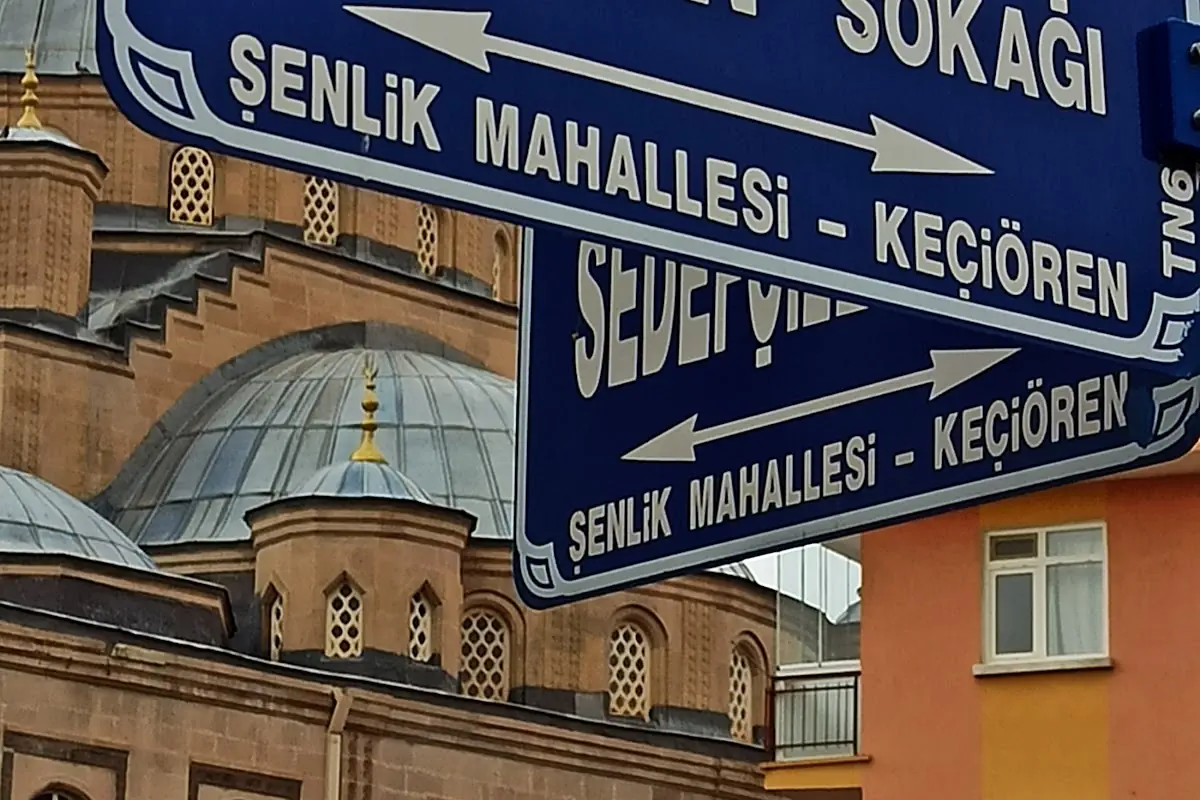 SOKAĞI
ŞENLİK MAHALLESİ - KEÇİÖREN
TN6
ŞENLİK MAHALLESİ - KEÇİÖREN